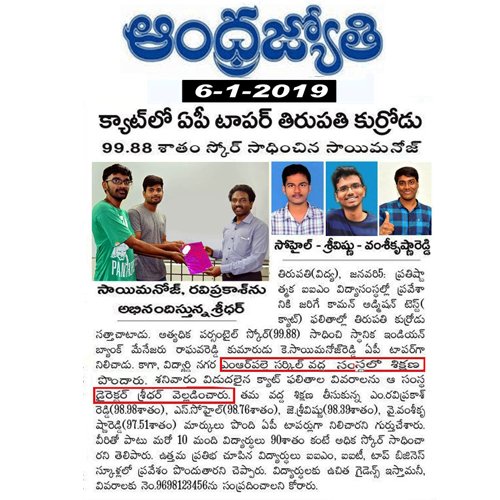 ఆంధ్రజ్యోతి
6-1-2019
క్యాట్‌లో ఏపీ టాపర్ తిరుపతి కుర్రోడు
99.88 శాతం స్కోర్ సాధించిన సాయిమనోజ్
సోహైల్ - శ్రీవిష్ణు - వంశీకృష్ణారెడ్డి
సాయిమనోజ్, రవిప్రకాశ్‌ను
అభినందిస్తున్న శ్రీధర్
తిరుపతి(విద్య), జనవరి5: ప్రతిష్ఠా
త్మక ఐఐఎం విద్యాసంస్థల్లో ప్రవేశా
నికి జరిగే కామన్ అడ్మిషన్ టెస్ట్(
క్యాట్) ఫలితాల్లో తిరుపతి కుర్రోడు
సత్తాచాటాడు. అత్యధిక పర్సంటైల్ స్కోర్(99.88) సాధించి స్థానిక ఇండియన్
బ్యాంక్ మేనేజరు రాఘవరెడ్డి కుమారుడు కె.సాయిమనోజ్‌రెడ్డి ఏపీ టాపర్‌గా
నిలిచాడు. కాగా, విద్యార్థి నగర ఎంఆర్‌పల్లె సర్కిల్ వద్ద సంస్థలో శిక్షణ
పొందారు. శనివారం విడుదలైన క్యాట్ ఫలితాల వివరాలను ఆ సంస్థ
డైరెక్టర్ శ్రీధర్ వెల్లడించారు. తమ వద్ద శిక్షణ తీసుకున్న ఎం.రవిప్రకాశ్
రెడ్డి(98.98శాతం), ఎస్.సోహైల్(98.76శాతం), జె.శ్రీవిష్ణు(98.39శాతం), వై.వంశీకృ
ష్ణారెడ్డి(97.51శాతం) మార్కులు పొంది ఏపీ టాపర్లుగా నిలిచారని గుర్తుచేశారు.
వీరితో పాటు మరో 10 మంది విద్యార్థులు 90శాతం కంటే అధిక స్కోర్ సాధించా
రని తెలిపారు. ఉత్తమ ప్రతిభ చూపిన విద్యార్థులు ఐఐఎం, ఐఐటీ, టాప్ బిజినెస్
స్కూళ్లలో ప్రవేశం పొందుతారని చెప్పారు. విద్యార్థులకు ఉచిత గైడెన్స్ ఇస్తామనీ,
వివరాలకు నెం.9698123456ను సంప్రదించాలని కోరారు.